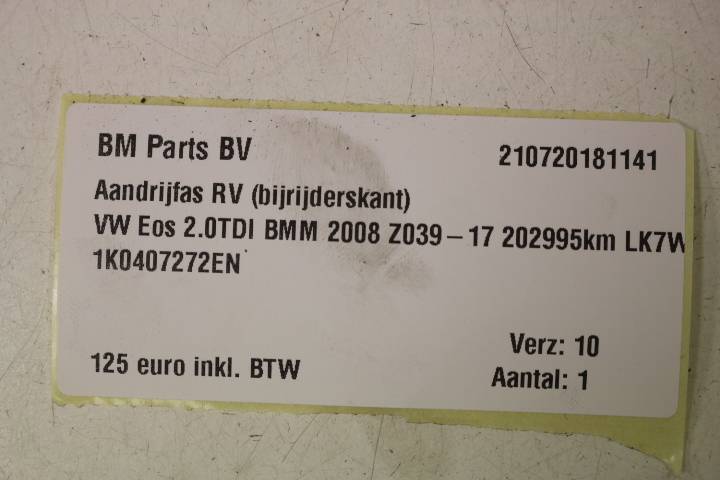 BM Parts BV 210720181141
Aandrijfas RV (bijrijderskant)
VW Eos 2.0TDI BMM 2008 Z039-17 202995km LK7W
1K0407272EN
Verz: 10
125 euro inkl. BTW Aantal: 1